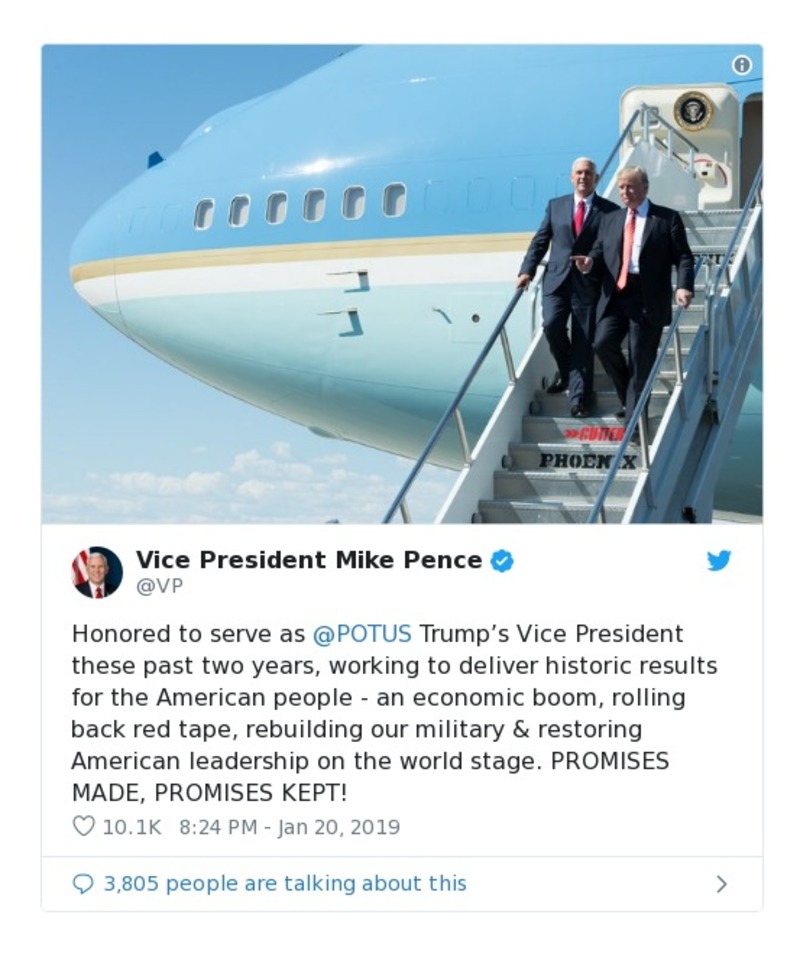 PHOENIX
Vice President Mike Pence
@VP
Honored to serve as @POTUS Trump’s Vice President
these past two years, working to deliver historic results
for the American people - an economic boom, rolling
back red tape, rebuilding our military & restoring
American leadership on the world stage. PROMISES
MADE, PROMISES KEPT!
10.1K 8:24 PM - Jan 20, 2019
3,805 people are talking about this